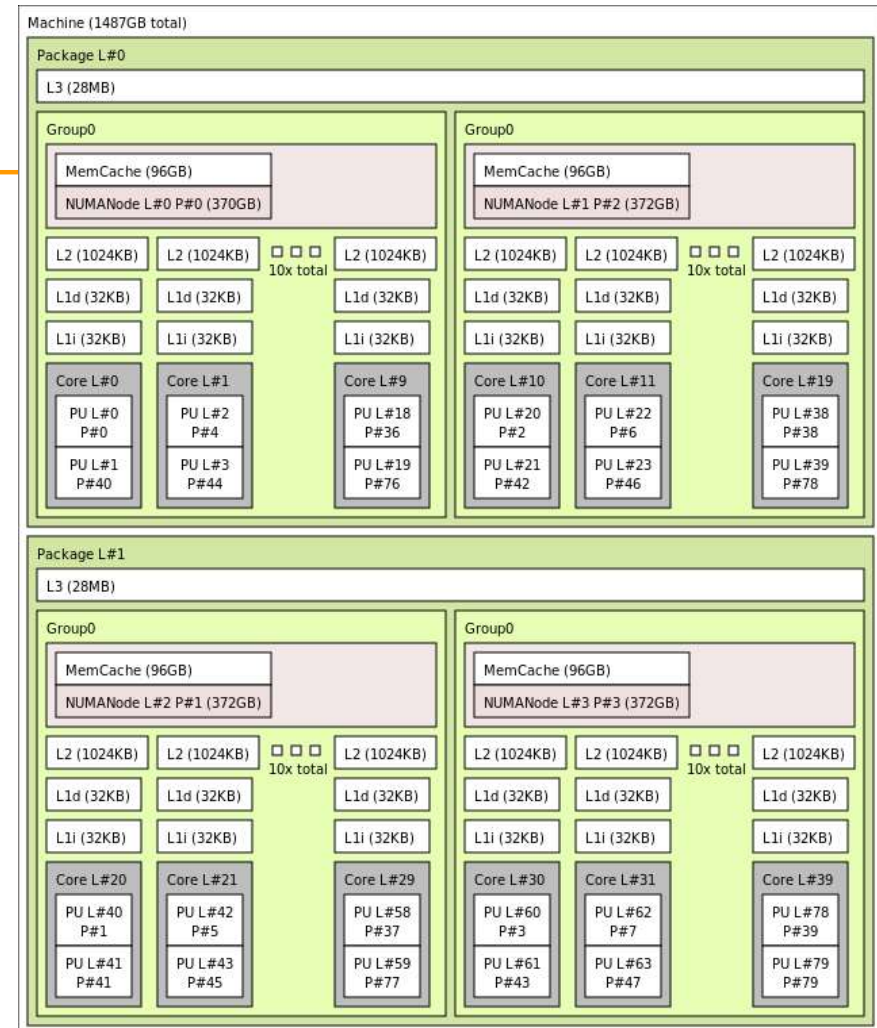 Machine (1487GB total)
Package L#0
L3 (28MB)
Group0 Group0
MemCache (96GB) MemCache (96GB)
NUMANode L#0 P#0 (370GB) NUMANode L#1 P#2 (372GB)
L2 (1024KB) L2 (1024KB) L2 (1024KB) L2 (1024KB) L2 (1024KB) L2 (1024KB)
10x total 10x total
L1d (32KB) L1d (32KB) L1d (32KB) L1d (32KB) L1d (32KB) L1d (32KB)
L1i (32KB) L1i (32KB) L1i (32KB) L1i (32KB) L1i (32KB) L1i (32KB)
Core L#0 Core L#1 Core L#9 Core L#10 Core L#11 Core L#19
PU L#0 PU L#2 PU L#18 PU L#20 PU L#22 PU L#38
P#0 P#4 P#36 P#2 P#6 P#38
PU L#1 PU L#3 PU L#19 PU L#21 PU L#23 PU L#39
P#40 P#44 P#76 P#42 P#46 P#78
Package L#1
L3 (28MB)
Group0 Group0
MemCache (96GB) MemCache (96GB)
NUMANode L#2 P#1 (372GB) NUMANode L#3 P#3 (372GB)
L2 (1024KB) L2 (1024KB) L2 (1024KB) L2 (1024KB) L2 (1024KB) L2 (1024KB)
10x total 10x total
L1d (32KB) L1d (32KB) L1d (32KB) L1d (32KB) L1d (32KB) L1d (32KB)
L1i (32KB) L1i (32KB) L1i (32KB) L1i (32KB) L1i (32KB) L1i (32KB)
Core L#20 Core L#21 Core L#29 Core L#30 Core L#31 Core L#39
PU L#40 PU L#42 PU L#58 PU L#60 PU L#62 PU L#78
P#1 P#5 P#37 P#3 P#7 P#39
PU L#41 PU L#43 PU L#59 PU L#61 PU L#63 PU L#79
P#41 P#45 P#77 P#43 P#47 P#79